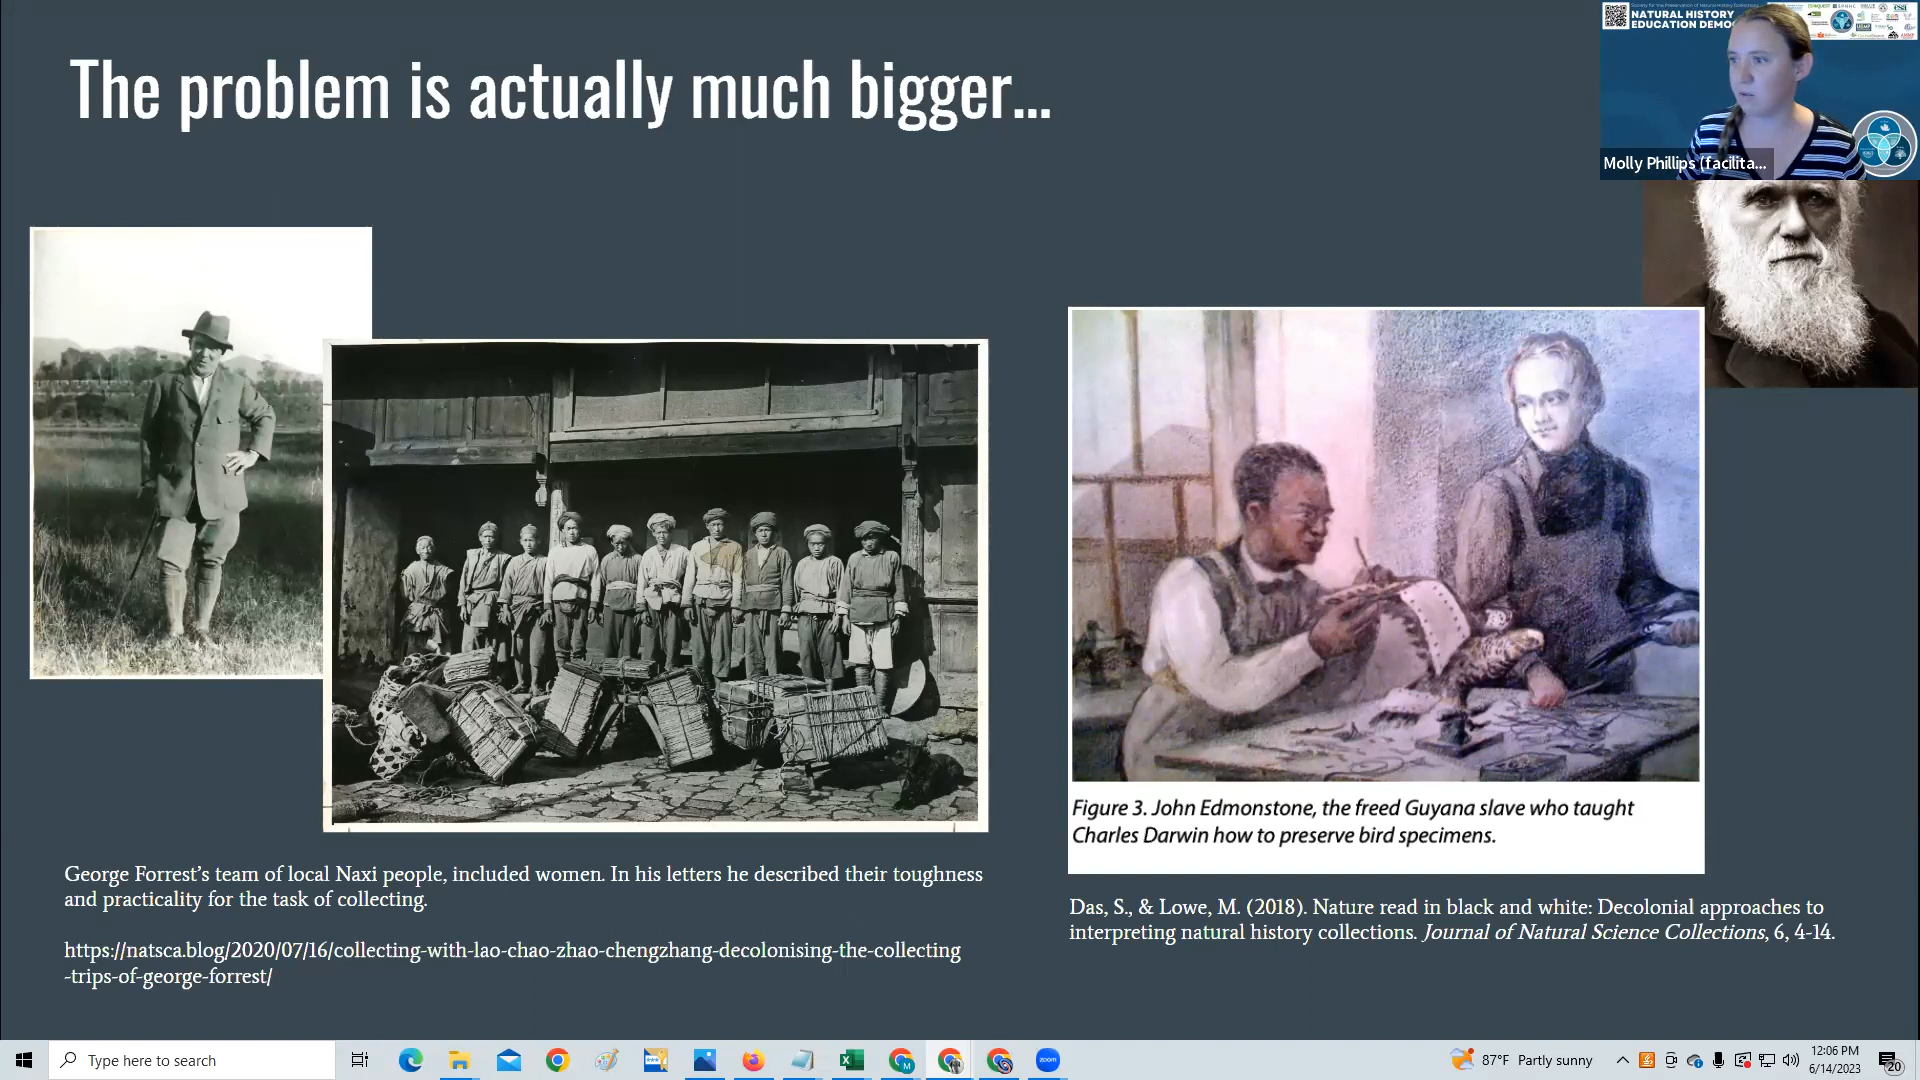 The problem is actually much bigger...
NATURAL HISTORY
EDUCATION DEMO
Molly Phillips (facilita...
George Forrest's team of local Naxi people, included women. In his letters he described their toughness
and practicality for the task of collecting.
https://natsca.blog/2020/07/16/collecting-with-lao-chao-zhao-chengzhang-decolonising-the-collecting
-trips-of-george-forrest/
Figure 3. John Edmonstone, the freed Guyana slave who taught
Charles Darwin how to preserve bird specimens.
Das, S., & Lowe, M. (2018). Nature read in black and white: Decolonial approaches to
interpreting natural history collections. Journal of Natural Science Collections, 6, 4-14.
Type here to search
zoom
87°F Partly sunny
12:06 PM
6/14/2023
20